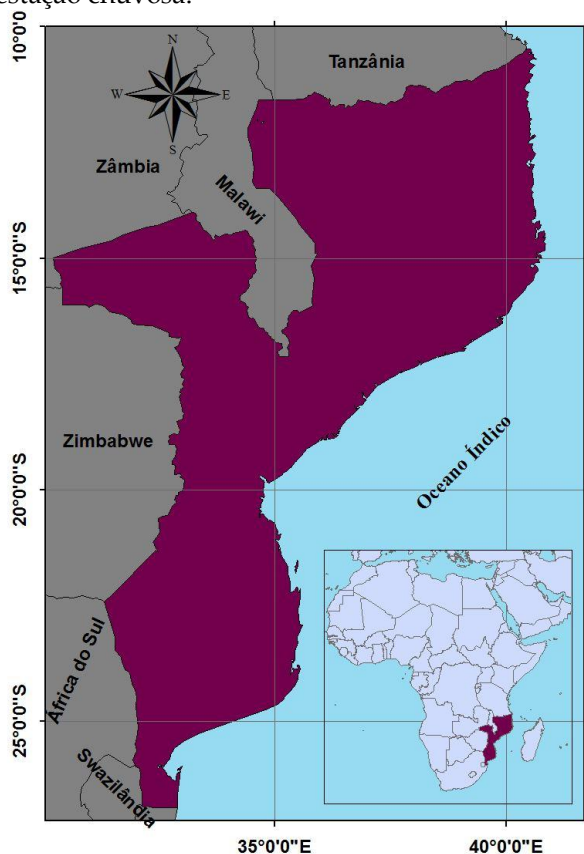 estação chuvosa.
10°0'0
Tanzânia
N
W
E
S
Zâmbia
Malawi
15°0'0"S
Zimbabwe
Oceano Índico
20°0'0"S
África do Sul
25°0'0"S
Swazilândia
35°0'0"E
40°0'0"E